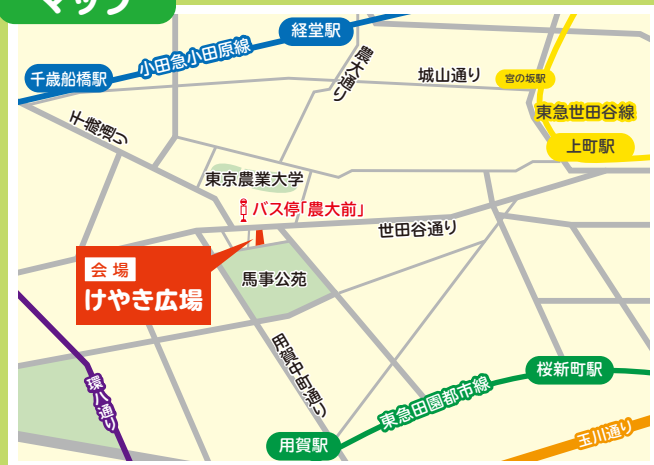 マップ
経堂駅
小田急小田原線
千歳船橋駅
農大通り
城山通り
宮の坂駅
東急世田谷線
上町駅
千歳通り
東京農業大学
バス停「農大前」
世田谷通り
会場
けやき広場
馬事公苑
用賀中町通り
環八通り
桜新町駅
東急田園都市線
用賀駅
玉川通り